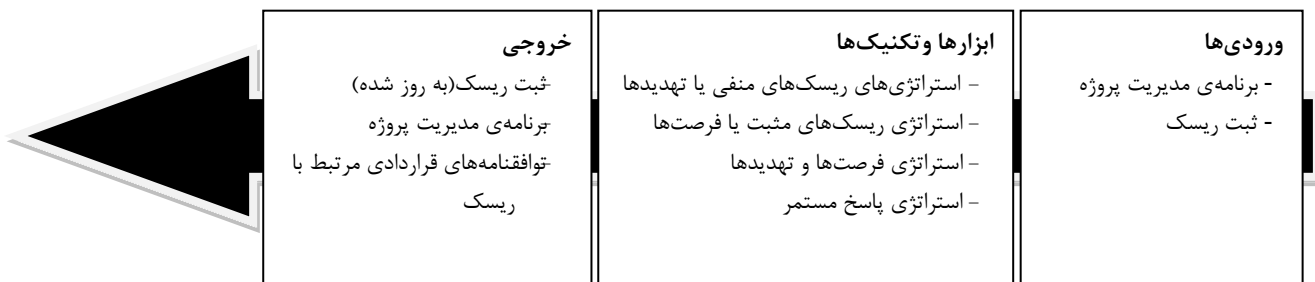 ورودی‌ها
- برنامه‌ی مدیریت پروژه
- ثبت ریسک
ابزارها وتکنیک‌ها
- استراتژی‌های ریسک‌های منفی یا تهدیدها
- استراتژی ریسک‌های مثبت یا فرصت‌ها
- استراتژی فرصت‌ها و تهدیدها
- استراتژی پاسخ مستمر
خروجی
-ثبت ریسک(به روز شده)
-برنامه‌ی مدیریت پروژه
-توافقنامه‌های قراردادی مرتبط با
ریسک